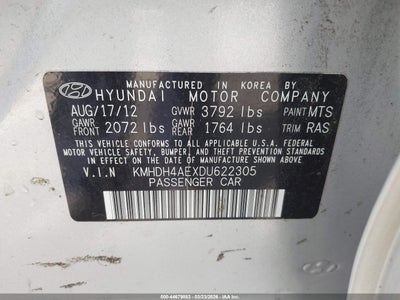 MANUFACTURED IN KOREA BY
HYUNDAI MOTOR COMPANY
AUG/17/12 GVWR 3792 lbs PAINT MTS
GAWR FRONT 2072 lbs GAWR REAR 1764 lbs TRIM RAS
THIS VEHICLE CONFORMS TO ALL APPLICABLE U.S. FEDERAL MOTOR
VEHICLE SAFETY, BUMPER, AND THEFT PREVENTION STANDARDS IN
EFFECT ON THE DATE OF MANUFACTURE SHOWN ABOVE.
V.I.N KMHDH4AEXDU622305
PASSENGER CAR